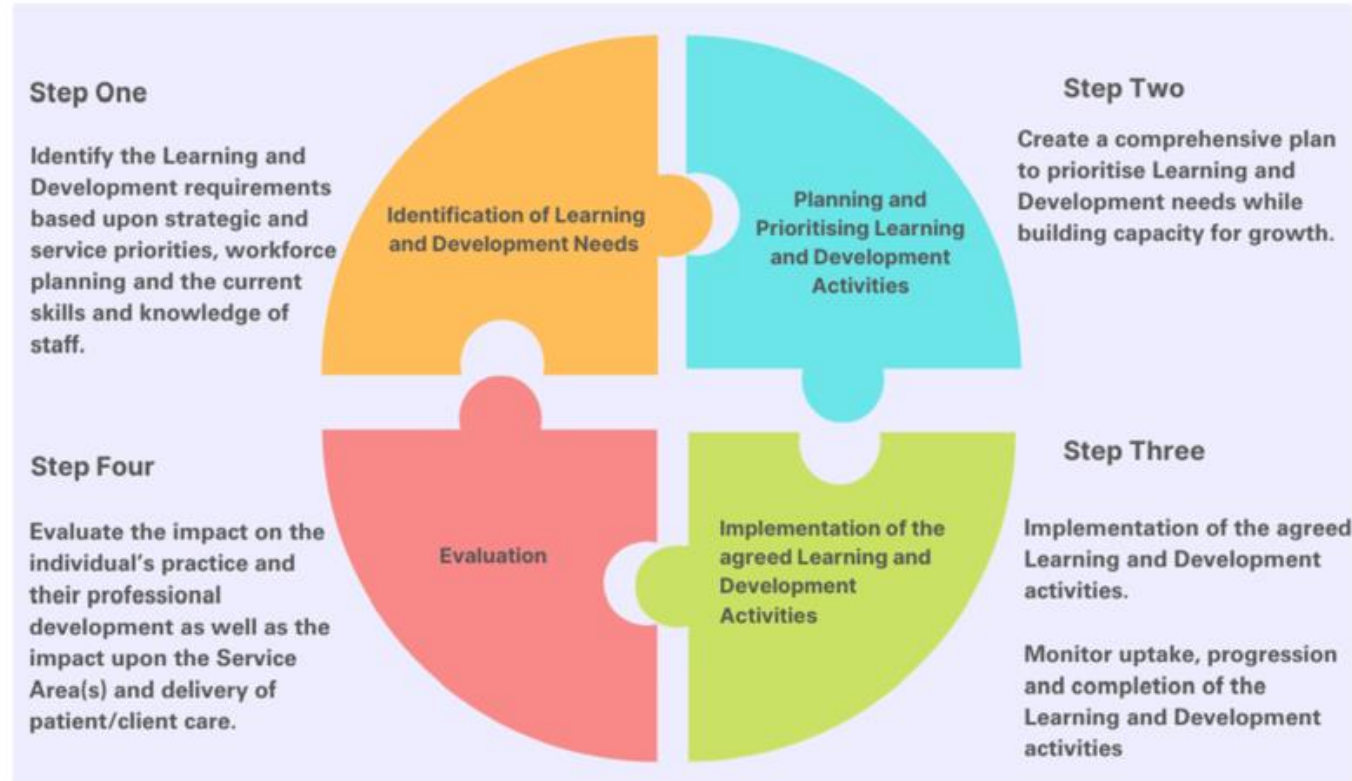 Step One
Identify the Learning and
Development requirements
based upon strategic and
service priorities, workforce
planning and the current
skills and knowledge of
staff.
Identification of Learning
and Development Needs
Planning and
Prioritising Learning
and Development
Activities
Step Two
Create a comprehensive plan
to prioritise Learning and
Development needs while
building capacity for growth.
Step Three
Implementation of the agreed
Learning and Development
activities.
Monitor uptake, progression
and completion of the
Learning and Development
activities
Implementation of the
agreed Learning and
Development
Activities
Evaluation
Step Four
Evaluate the impact on the
individual's practice and
their professional
development as well as the
impact upon the Service
Area(s) and delivery of
patient/client care.